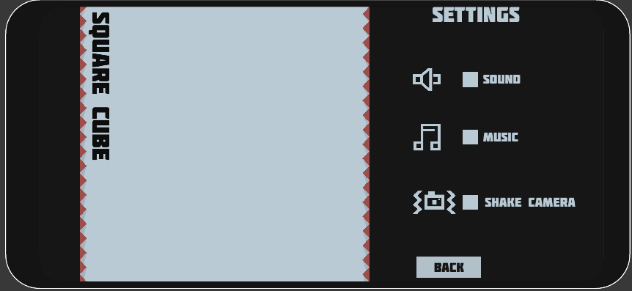 SQUARE CUBE
SETTINGS
SOUND
MUSIC
SHAKE CAMERA
BACK